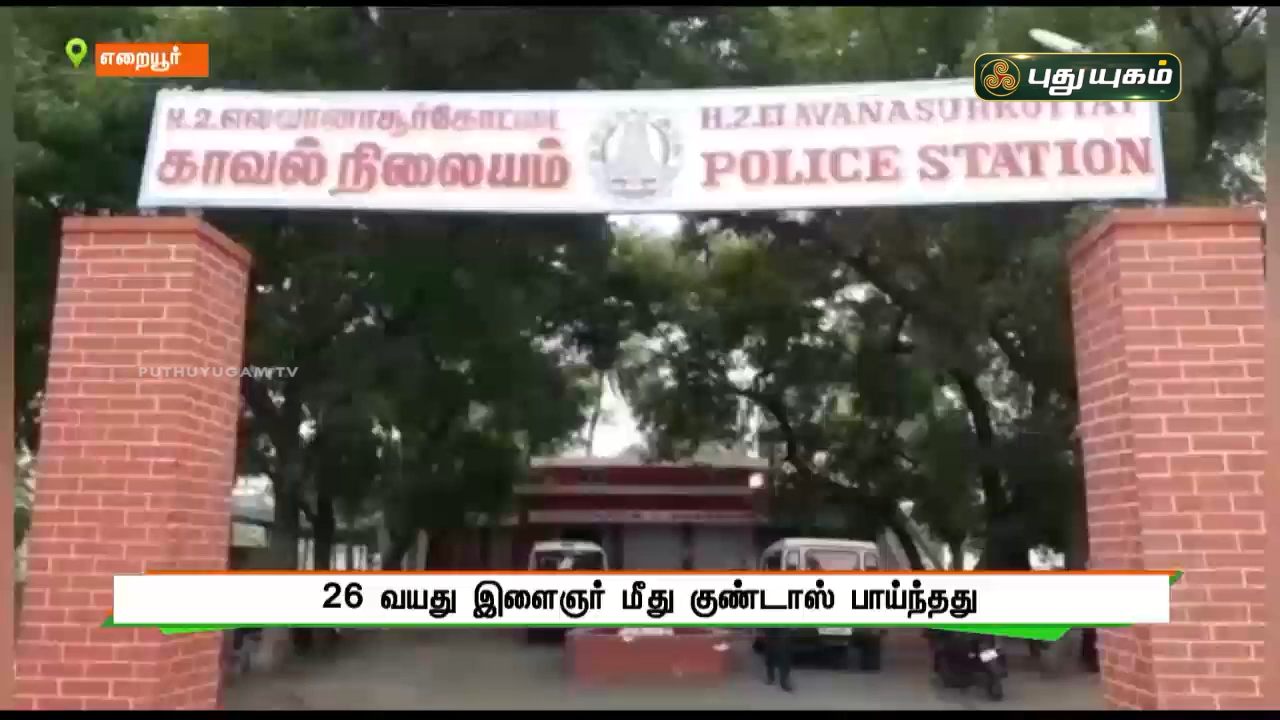 எறையூர்
புதுயுகம்
காவல் நிலையம்
POLICE STATION
PUTHUYUGAM TV
26 வயது இளைஞர் மீது குண்டாஸ் பாய்ந்தது